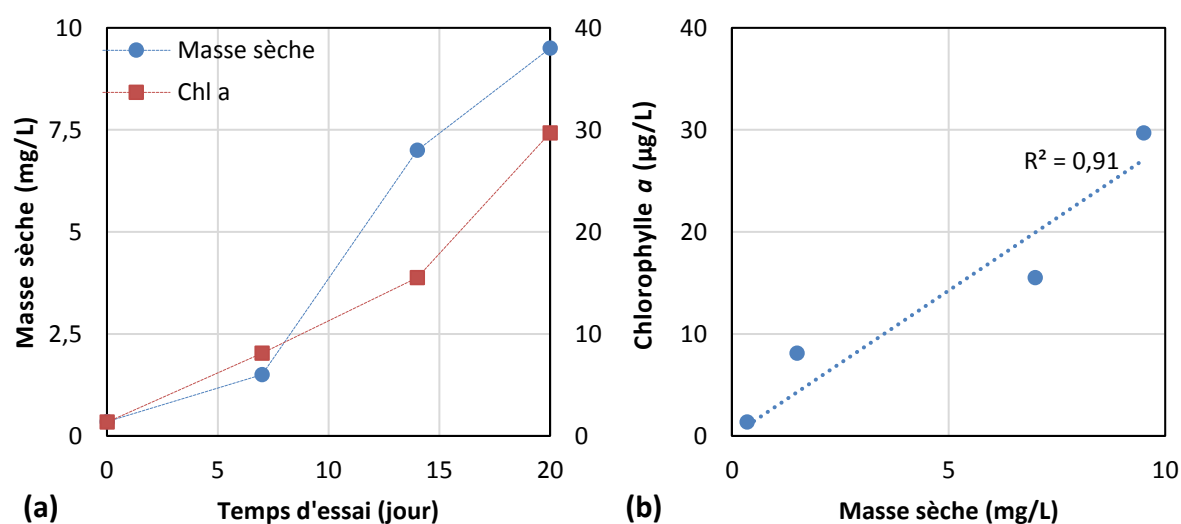 Masse sèche
Chl a
Masse sèche (mg/L)
10
7,5
5
2,5
0
40
30
20
10
0
0 5 10 15 20
(a) Temps d'essai (jour)
Chlorophylle a (µg/L)
40
30
20
10
0
R² = 0,91
0 5 10
(b) Masse sèche (mg/L)